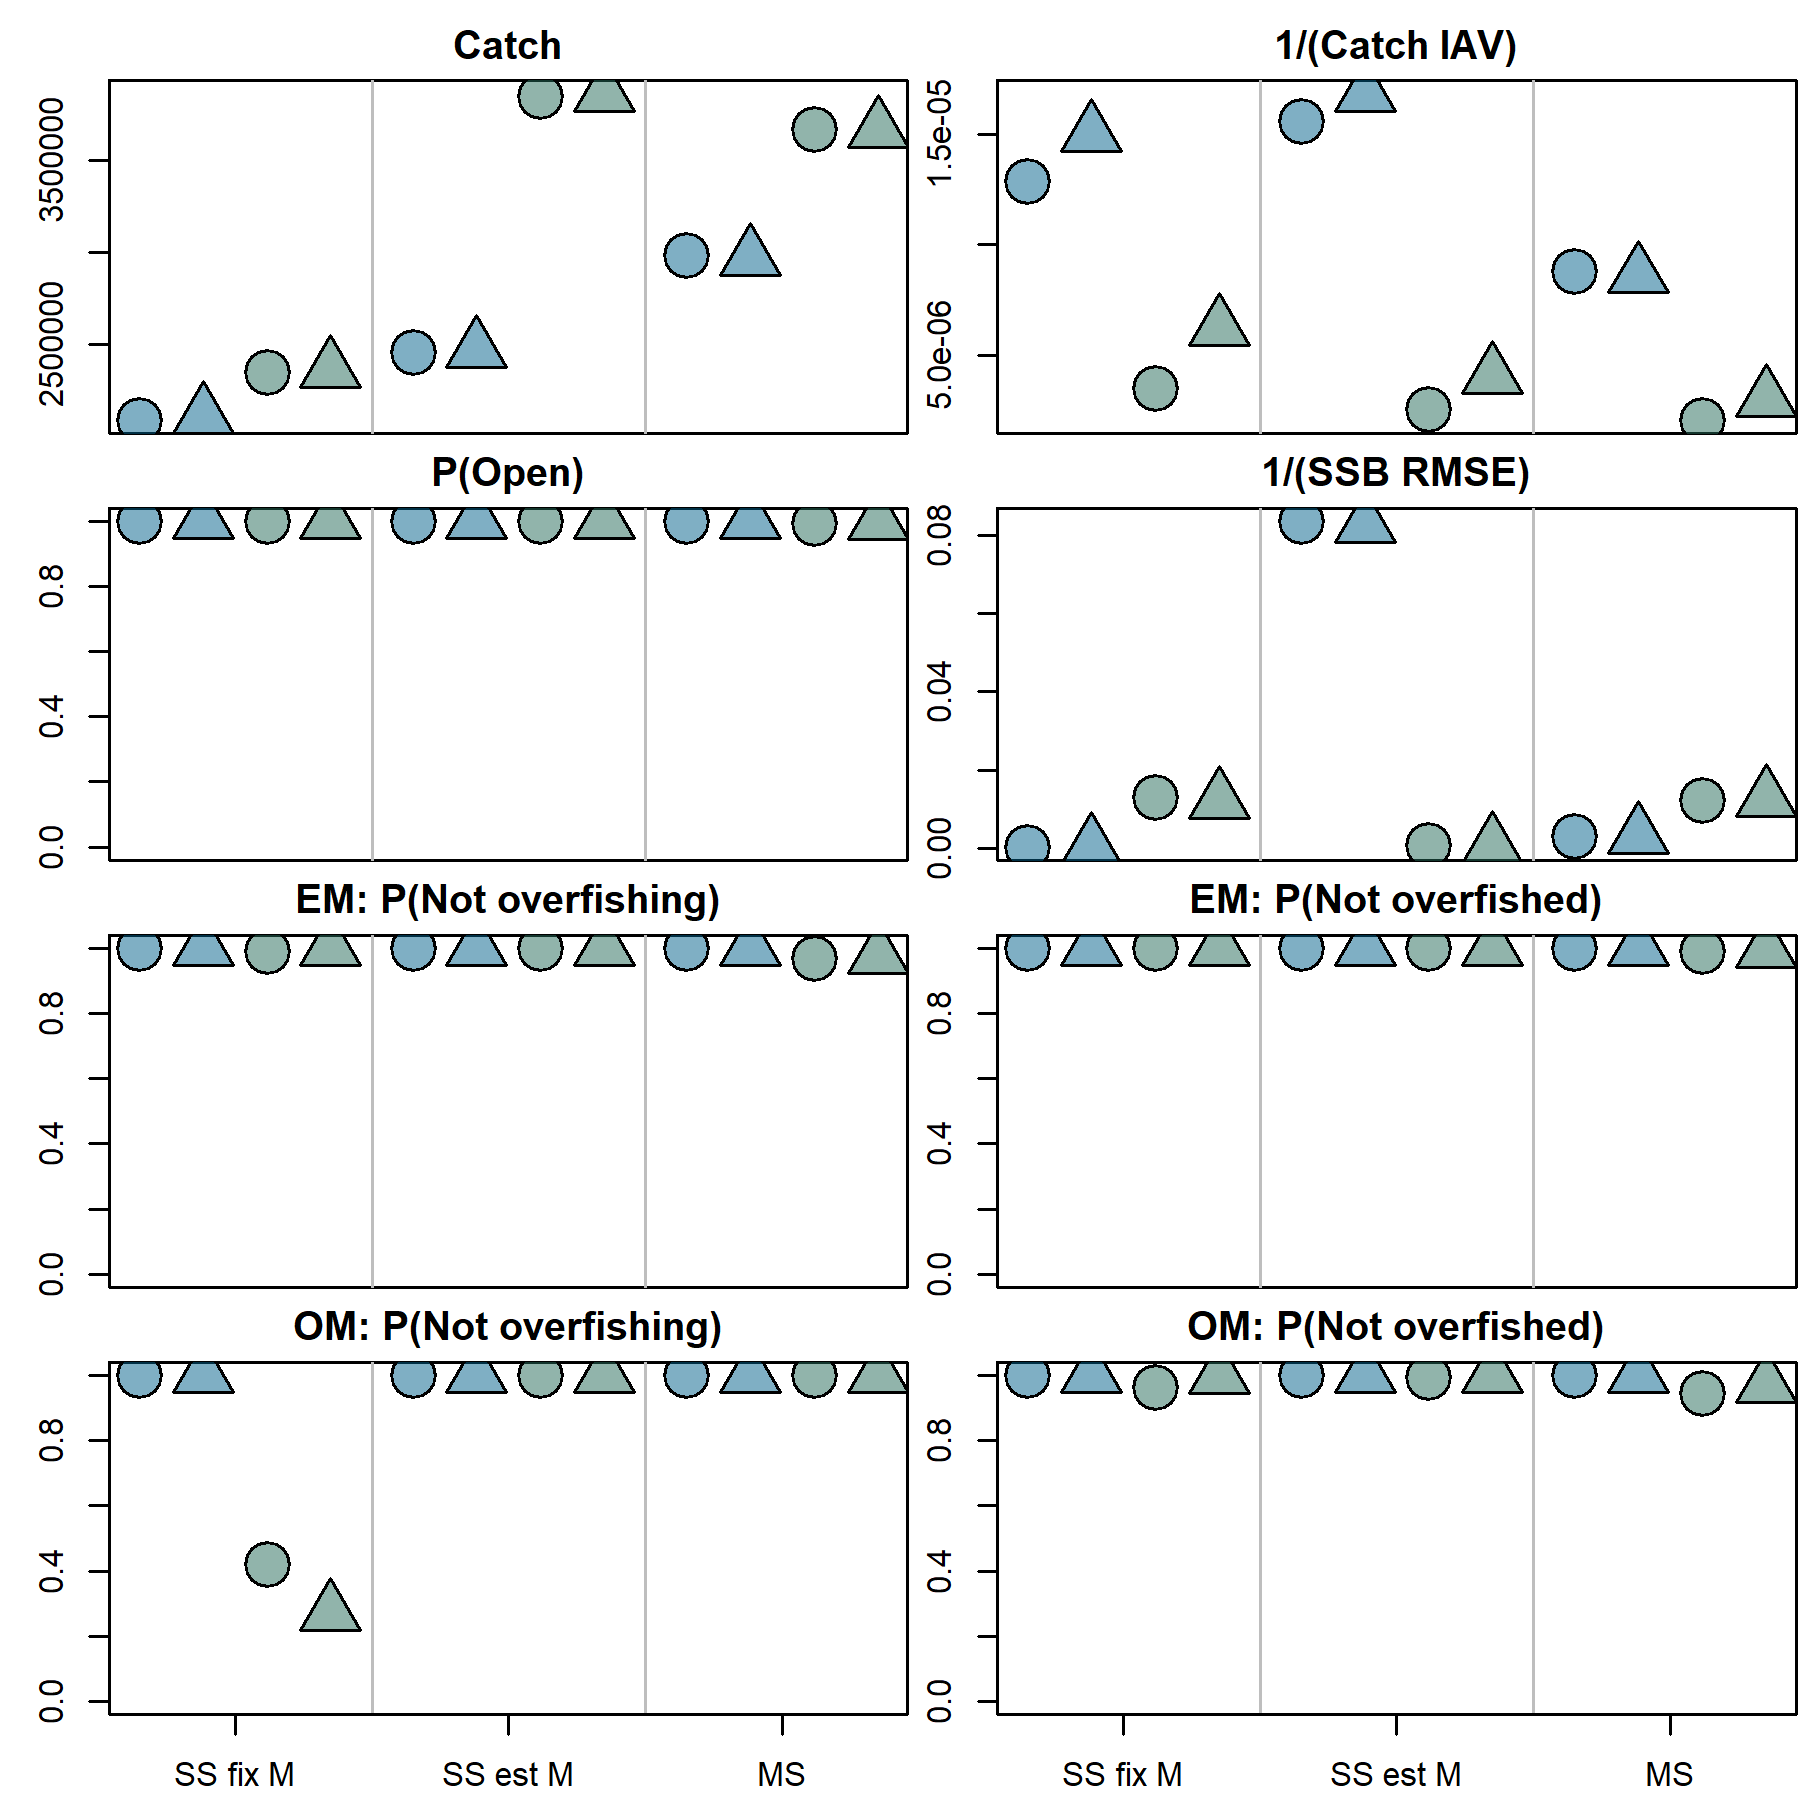 Catch
1/(Catch IAV)
3500000
2500000
1.5e-05
5.0e-06
P(Open)
1/(SSB RMSE)
0.8
0.4
0.0
0.08
0.04
0.00
EM: P(Not overfishing)
EM: P(Not overfished)
0.8
0.4
0.0
0.8
0.4
0.0
OM: P(Not overfishing)
OM: P(Not overfished)
0.8
0.4
0.0
0.8
0.4
0.0
SS fix M SS est M MS
SS fix M SS est M MS